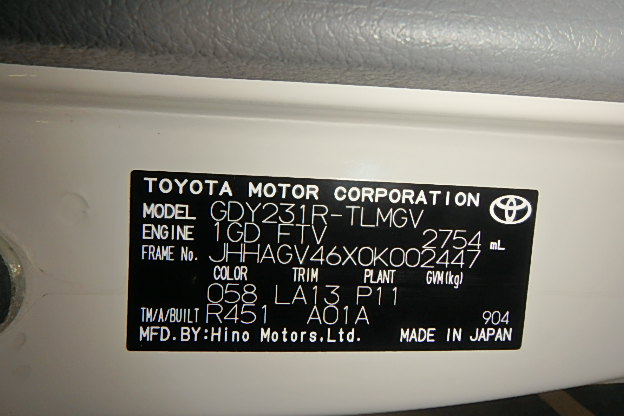 TOYOTA MOTOR CORPORATION
MODEL GDY231R-TLMGV
ENGINE 1GD FTV 2754 mL
FRAME No. JHHAGV46X0K002447
COLOR TRIM PLANT GVM(kg)
058 LA13 P11
TM/A/BUILT R451 A01A 904
MFD.BY:Hino Motors,Ltd. MADE IN JAPAN